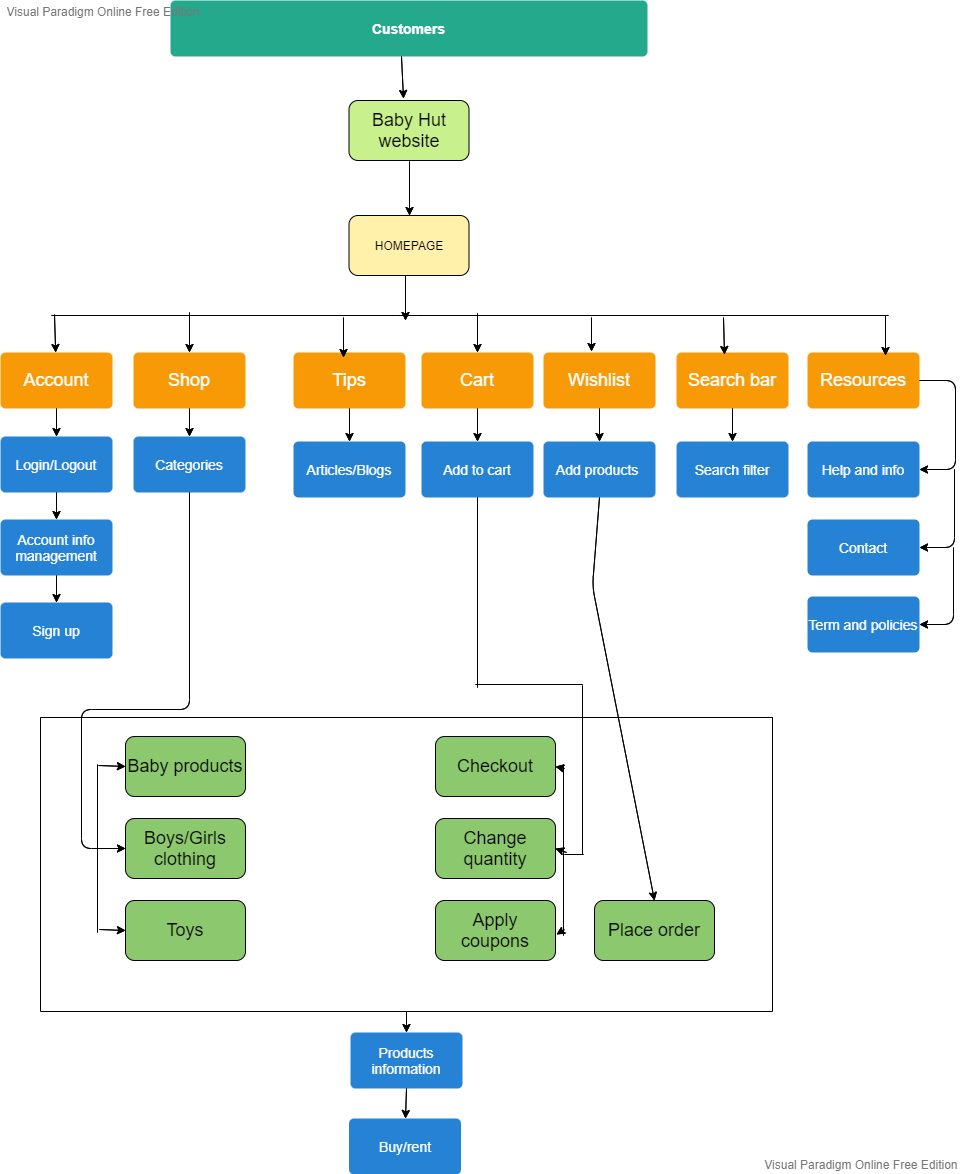 Visual Paradigm Online Free Edition
Customers
Baby Hut
website
HOMEPAGE
Account
Shop
Tips
Cart
Wishlist
Search bar
Resources
Login/Logout
Categories
Articles/Blogs
Add to cart
Add products
Search filter
Help and info
Account info
management
Contact
Sign up
Term and policies
Baby products
Checkout
Boys/Girls
clothing
Change
quantity
Toys
Apply
coupons
Place order
Products
information
Buy/rent
Visual Paradigm Online Free Edition